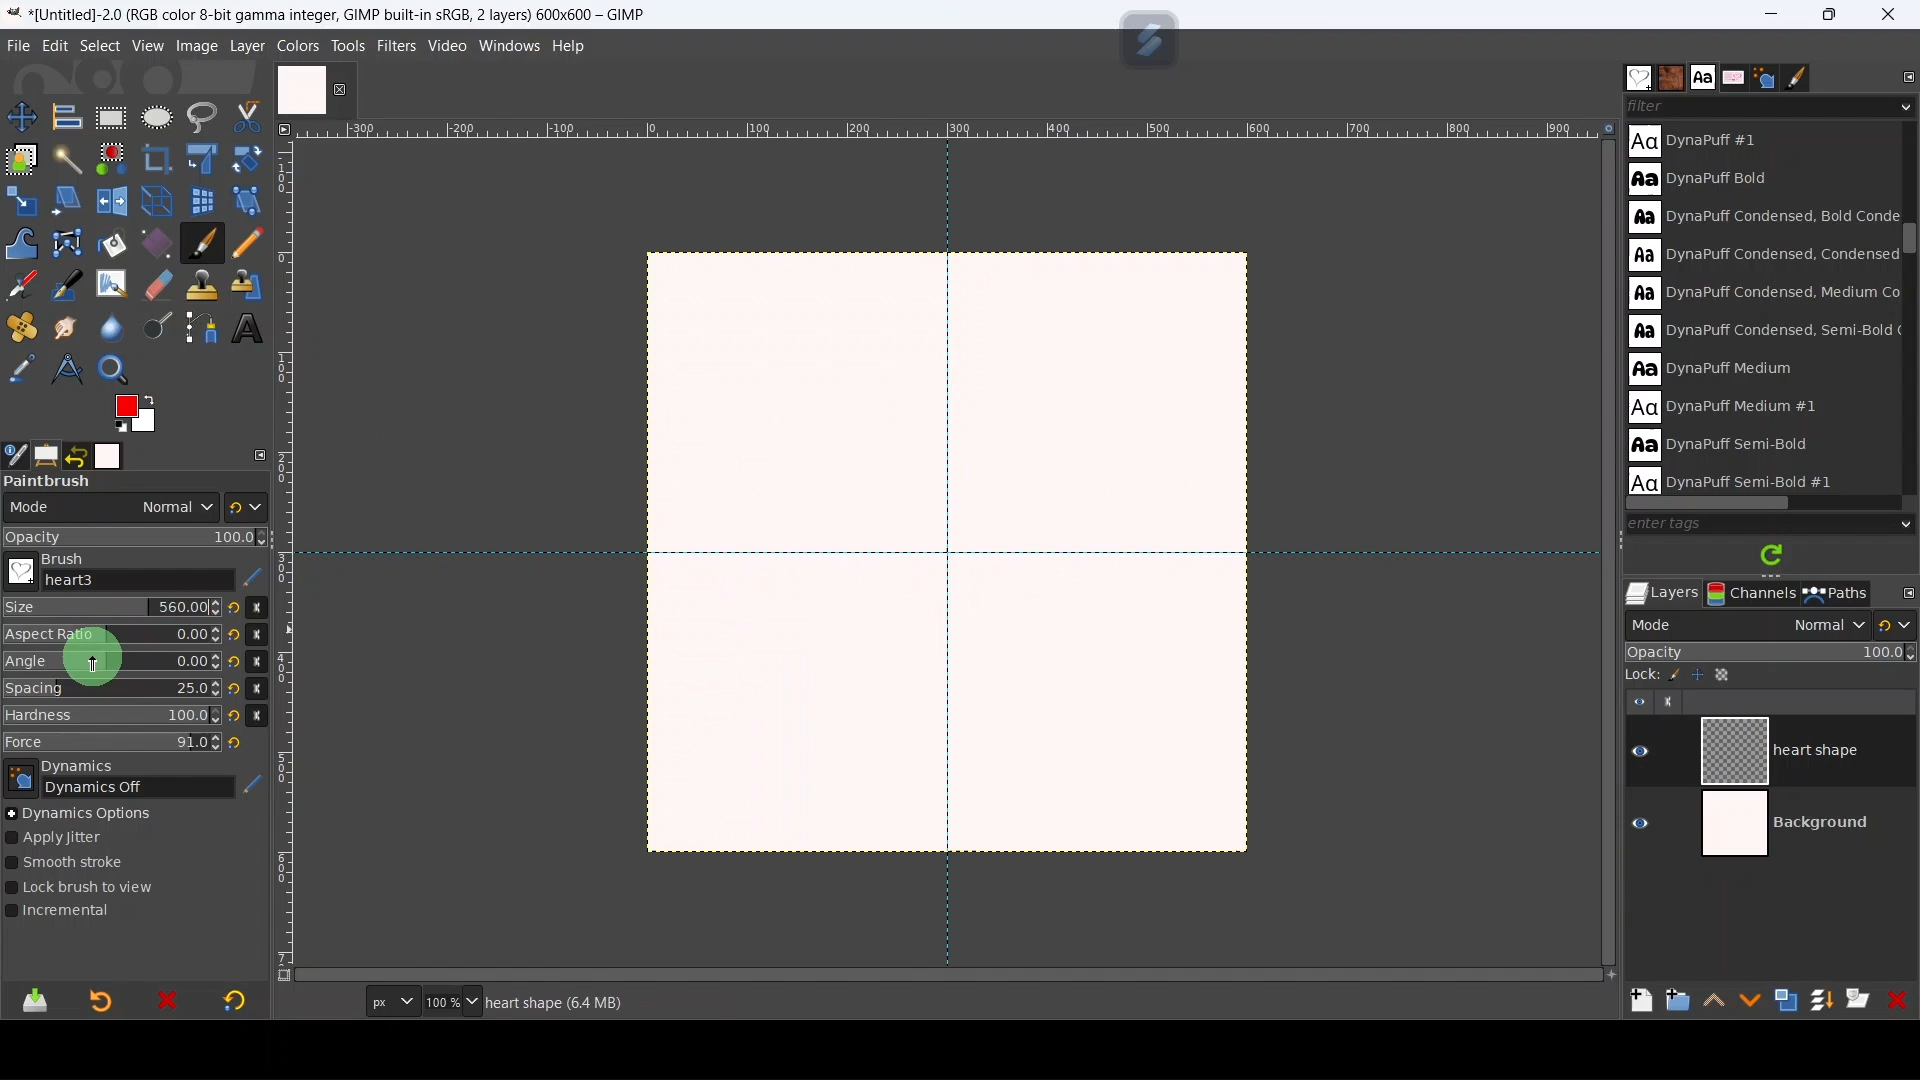 *[Untitled]-2.0 (RGB color 8-bit gamma integer, GIMP built-in sRGB, 2 layers) 600x600 – GIMP
File Edit Select View Image Layer Colors Tools Filters Video Windows Help
-300 -200 -100 0 100 200 300 400 500 600 700 800 900
filter
DynaPuff #1
DynaPuff Bold
DynaPuff Condensed, Bold Conde
DynaPuff Condensed, Condensed
DynaPuff Condensed, Medium Co
DynaPuff Condensed, Semi-Bold
DynaPuff Medium
DynaPuff Medium #1
DynaPuff Semi-Bold
DynaPuff Semi-Bold #1
enter tags
Paintbrush
Mode Normal
Opacity 100.0
Brush
heart3
Size 560.00
Aspect Ratio 0.00
Angle 0.00
Spacing 25.0
Hardness 100.0
Force 91.0
Dynamics
Dynamics Off
Dynamics Options
Apply Jitter
Smooth stroke
Lock brush to view
Incremental
Layers Channels Paths
Mode Normal
Opacity 100.0
Lock:
heart shape
Background
px 100 % heart shape (6.4 MB)